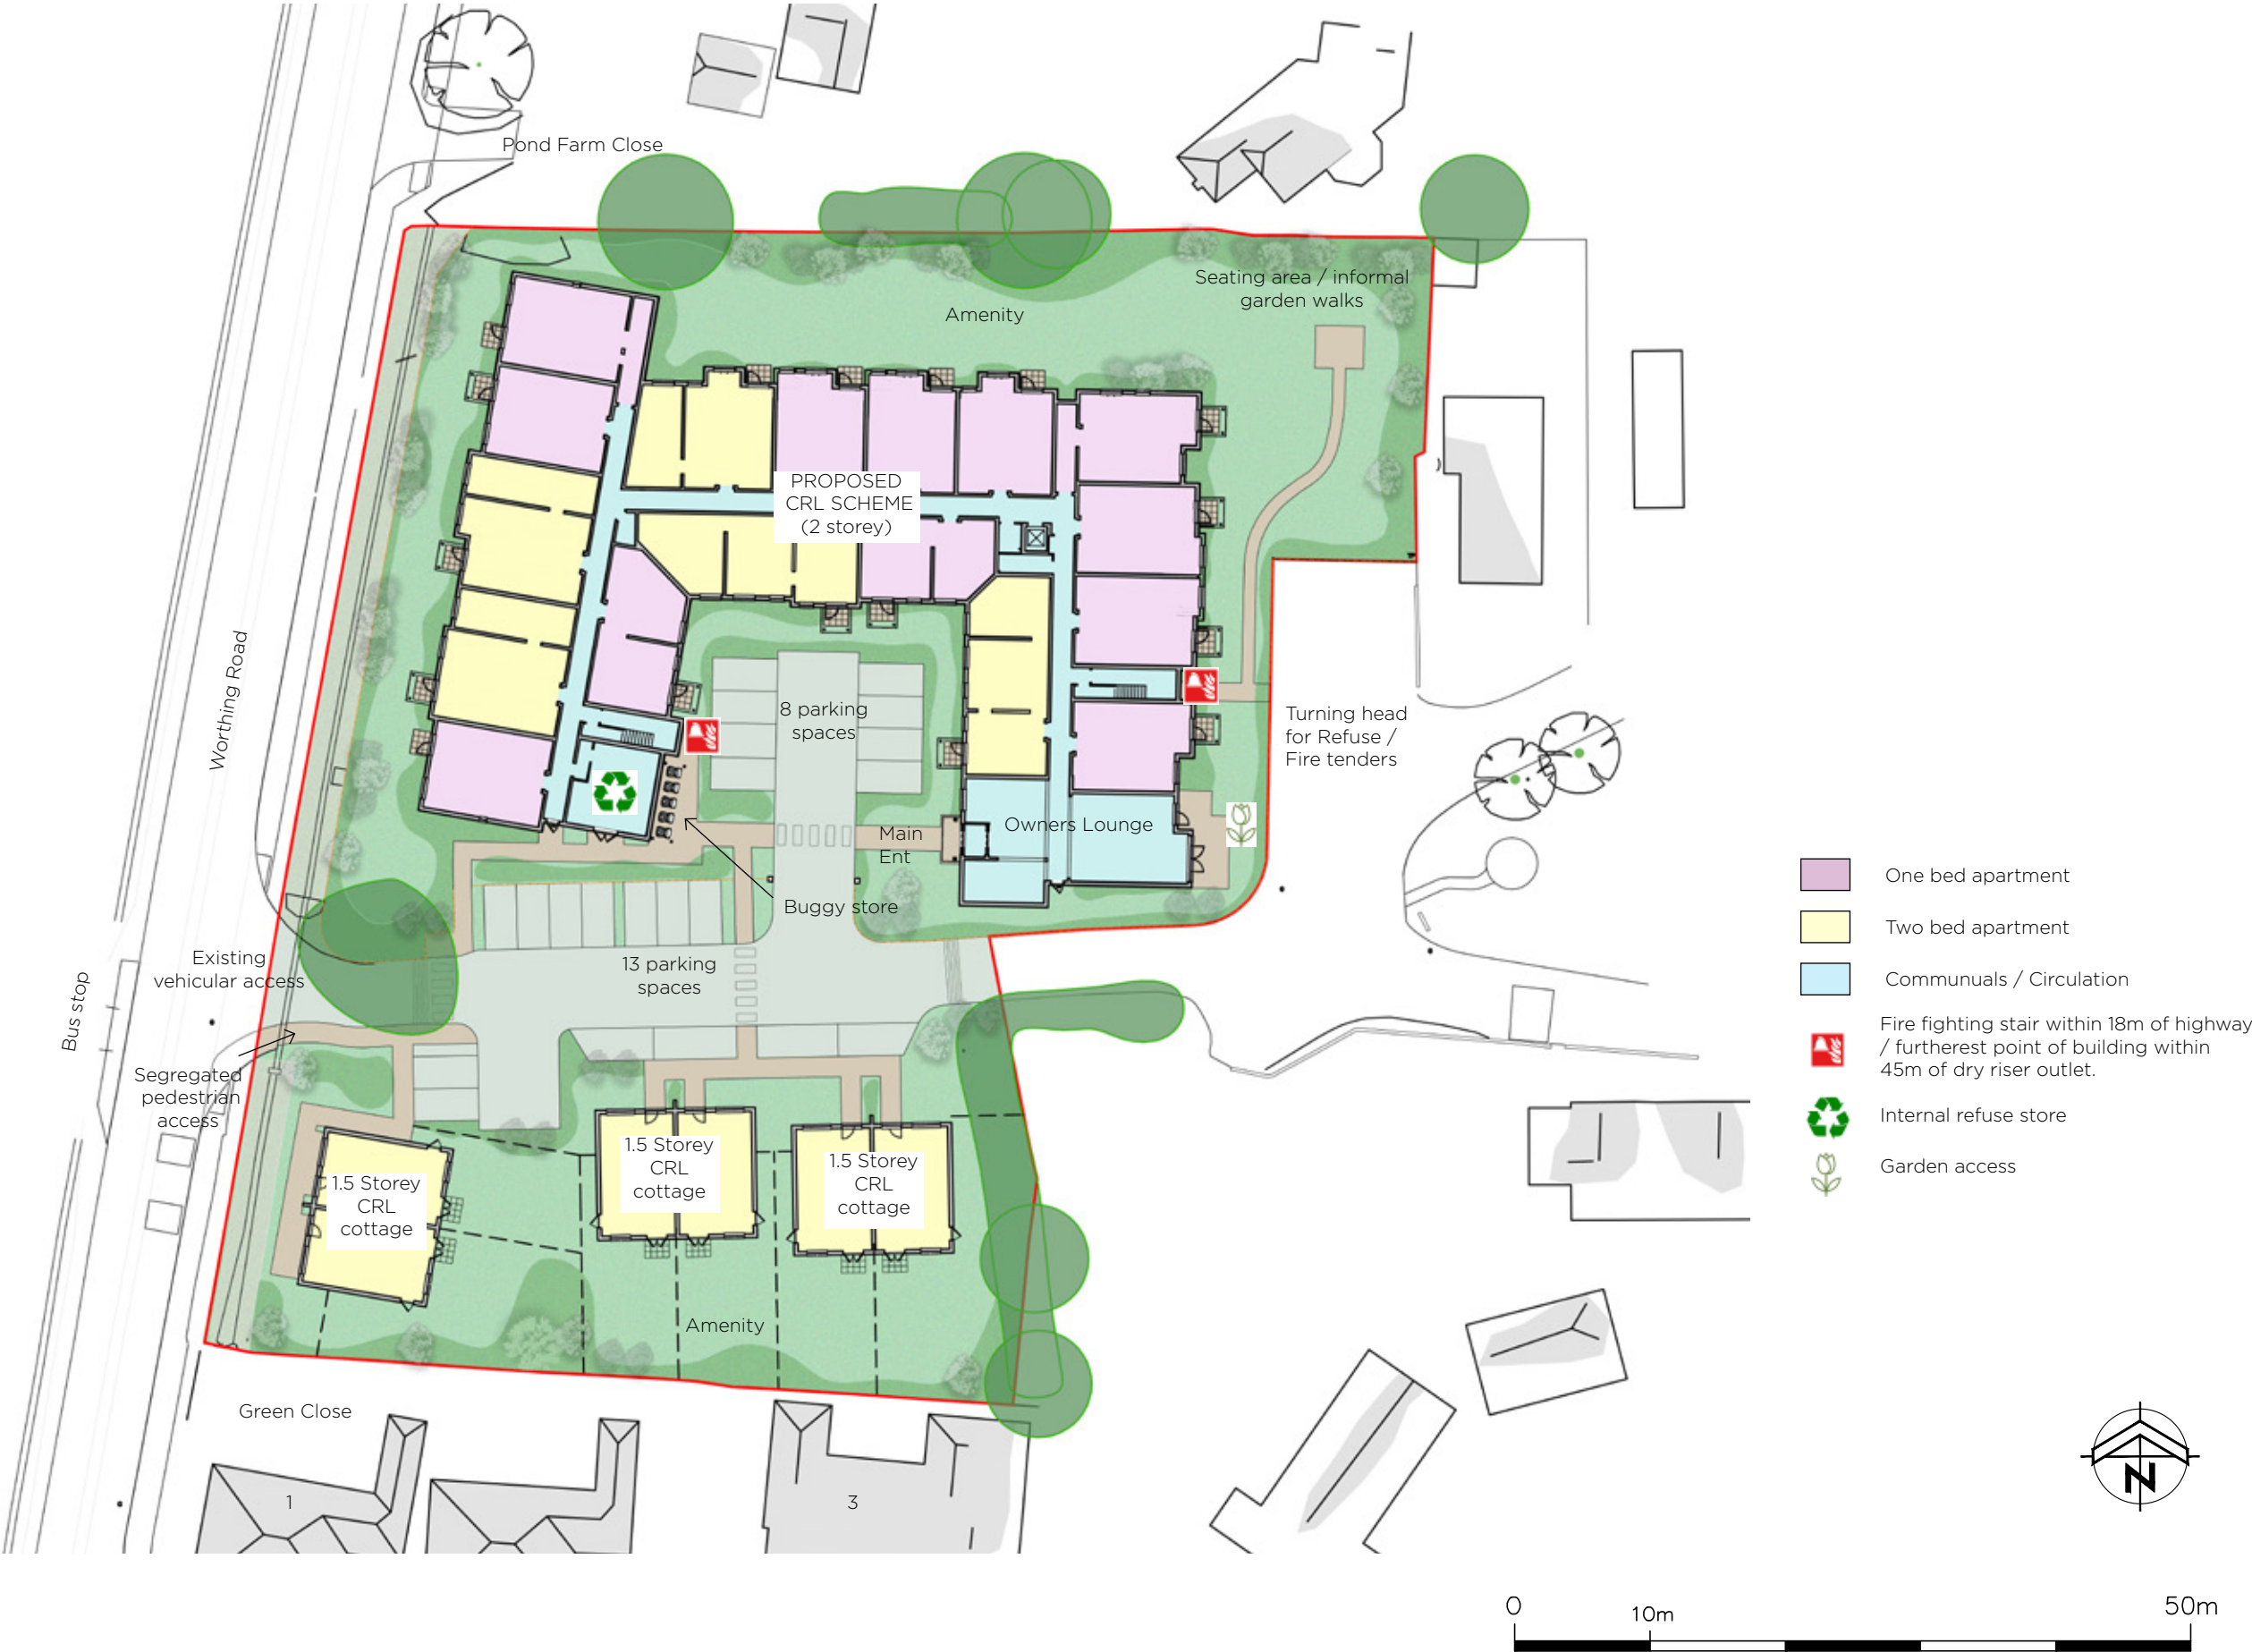 Pond Farm Close
Seating area / informal
garden walks
Amenity
PROPOSED
CRL SCHEME
(2 storey)
Worthing Road
8 parking
spaces
Turning head
for Refuse /
Fire tenders
Main
Ent
Owners Lounge
Buggy store
Existing
vehicular access
13 parking
spaces
Bus stop
Segregated
pedestrian
access
1.5 Storey
CRL
cottage
1.5 Storey
CRL
cottage
1.5 Storey
CRL
cottage
Amenity
Green Close
1
3
One bed apartment
Two bed apartment
Communuals / Circulation
Fire fighting stair within 18m of highway
/ furtherest point of building within
45m of dry riser outlet.
Internal refuse store
Garden access
N
0
10m
50m